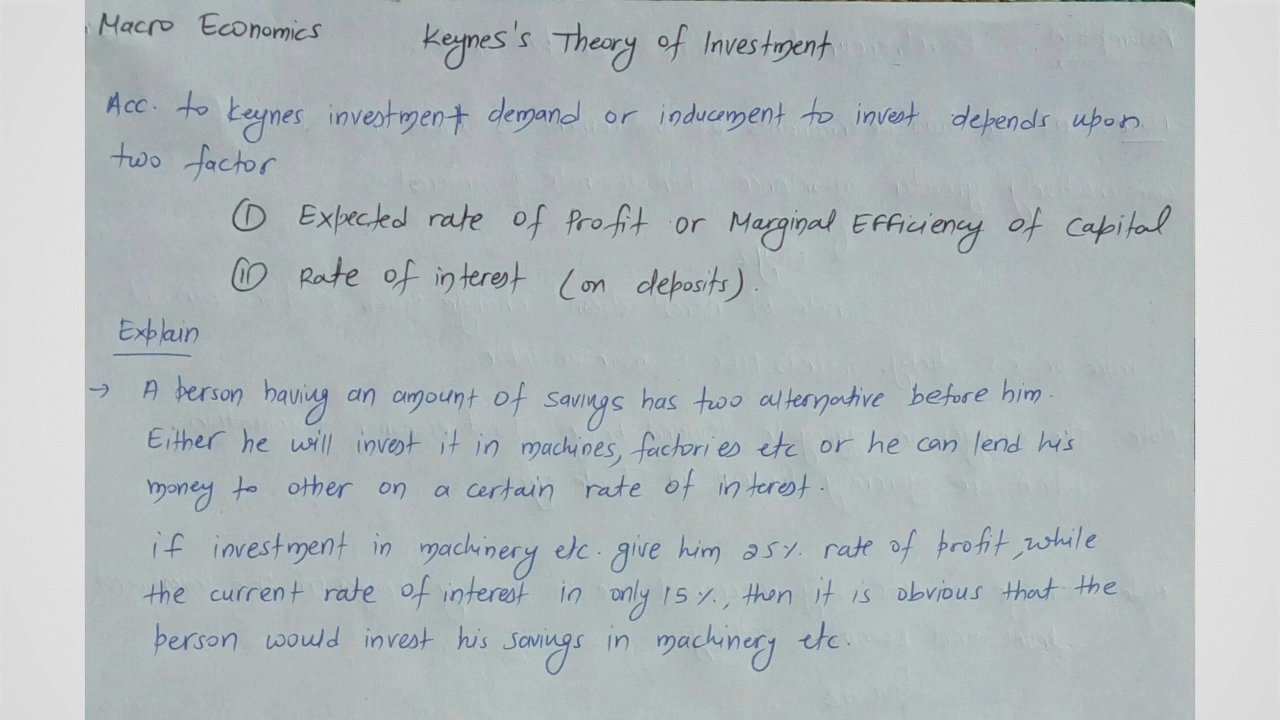 Macro Economics
Keynes's Theory of Investment
Acc. to Keynes investment demand or inducement to invest depends upon
two factor
(I) Expected rate of Profit or Marginal Efficiency of Capital
(II) Rate of interest (on deposits).
Explain
→ A person having an amount of savings has two alternative before him.
Either he will invest it in machines, factories etc or he can lend his
money to other on a certain rate of interest.
if investment in machinery etc. give him 25%. rate of profit, while
the current rate of interest in only 15%., then it is obvious that the
person would invest his savings in machinery etc.